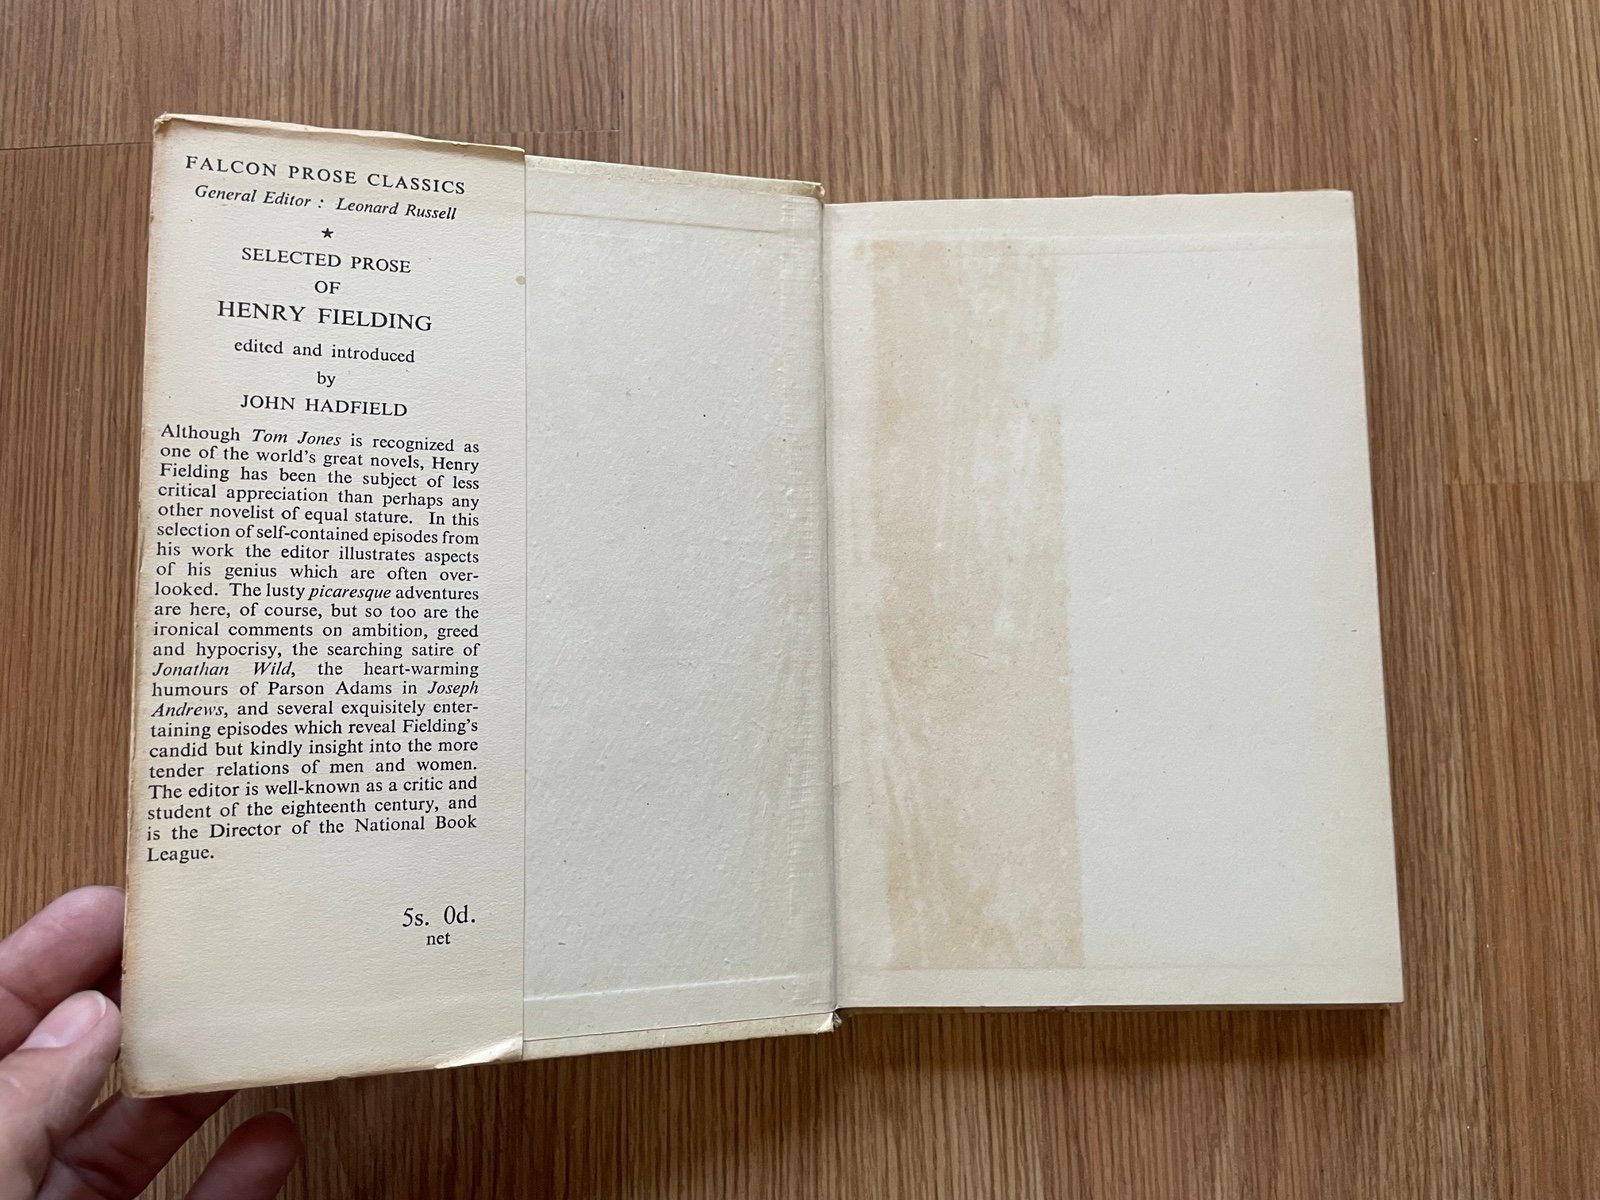 FALCON PROSE CLASSICS
General Editor : Leonard Russell
★
SELECTED PROSE
OF
HENRY FIELDING
edited and introduced
by
JOHN HADFIELD
Although Tom Jones is recognized as
one of the world's great novels, Henry
Fielding has been the subject of less
critical appreciation than perhaps any
other novelist of equal stature. In this
selection of self-contained episodes from
his work the editor illustrates aspects
of his genius which are often over-
looked. The lusty picaresque adventures
are here, of course, but so too are the
ironical comments on ambition, greed
and hypocrisy, the searching satire of
Jonathan Wild, the heart-warming
humours of Parson Adams in Joseph
Andrews, and several exquisitely enter-
taining episodes which reveal Fielding's
candid but kindly insight into the more
tender relations of men and women.
The editor is well-known as a critic and
student of the eighteenth century, and
is the Director of the National Book
League.
5s. 0d.
net